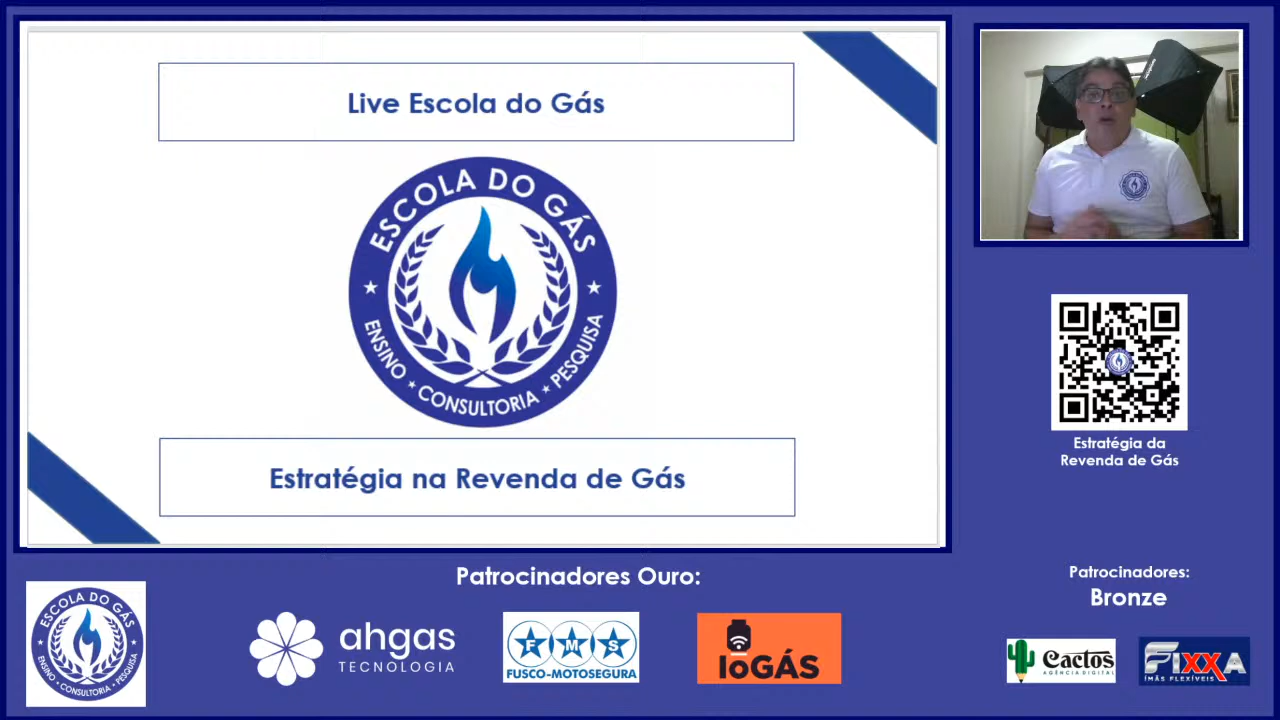 Live Escola do Gás
ESCOLA DO GÁS
ENSINO ★ CONSULTORIA ★ PESQUISA
Estratégia na Revenda de Gás
Estratégia da
Revenda de Gás
Patrocinadores Ouro:
Patrocinadores:
Bronze
ESCOLA DO GÁS
ENSINO ★ CONSULTORIA ★ PESQUISA
ahgas
TECNOLOGIA
F M S
FUSCO-MOTOSEGURA
IoGÁS
Cactos
AGÊNCIA DIGITAL
FIXXA
ÍMÃS FLEXÍVEIS